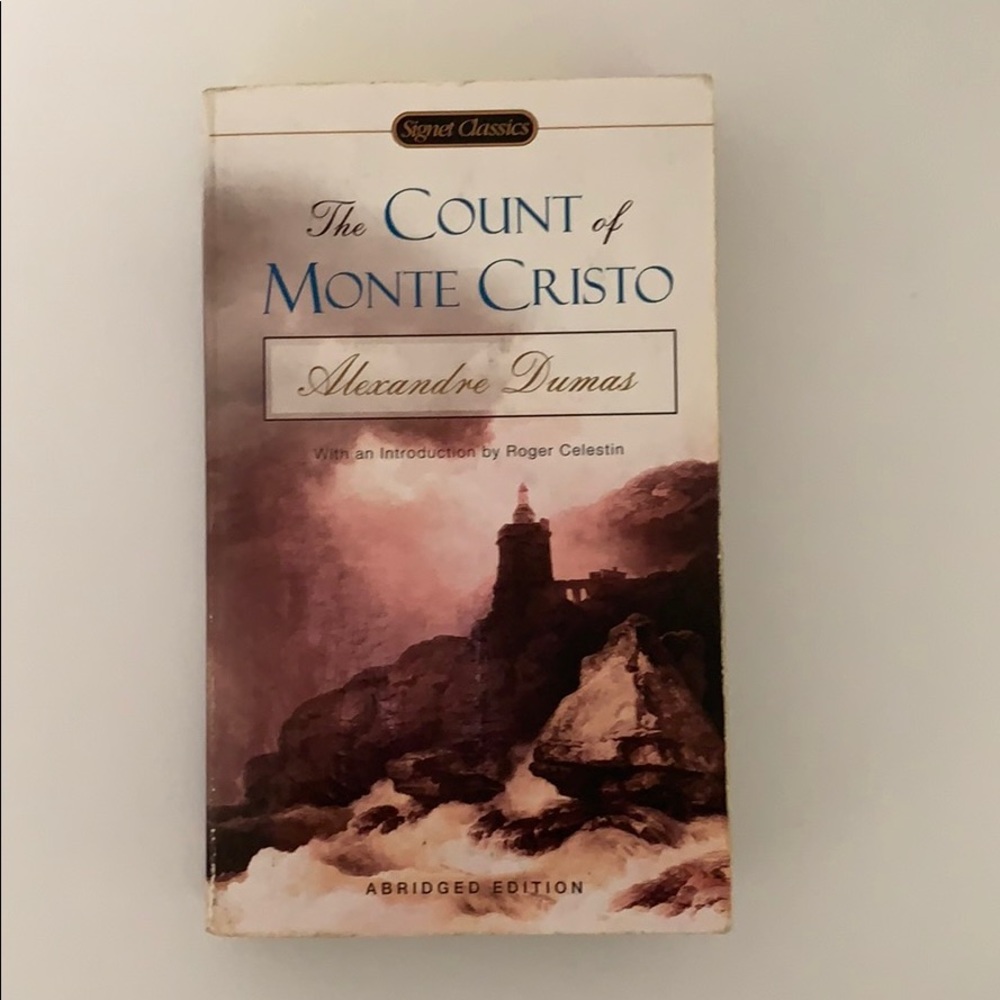 Signet Classics
The COUNT of
MONTE CRISTO
Alexandre Dumas
With an Introduction by Roger Celestin
ABRIDGED EDITION